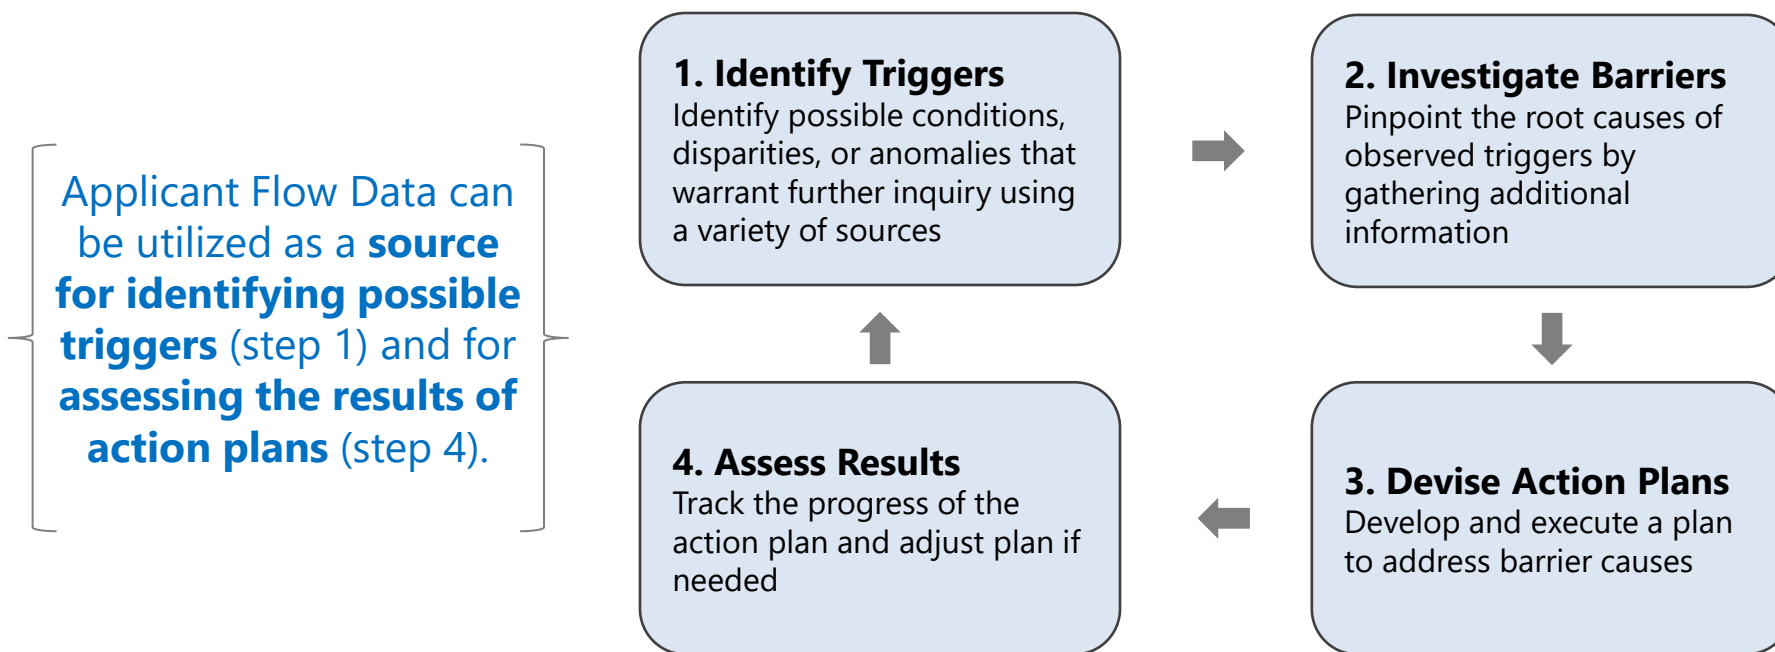 Applicant Flow Data can
be utilized as a source
for identifying possible
triggers (step 1) and for
assessing the results of
action plans (step 4).
1. Identify Triggers
Identify possible conditions,
disparities, or anomalies that
warrant further inquiry using
a variety of sources
2. Investigate Barriers
Pinpoint the root causes of
observed triggers by
gathering additional
information
3. Devise Action Plans
Develop and execute a plan
to address barrier causes
4. Assess Results
Track the progress of the
action plan and adjust plan if
needed